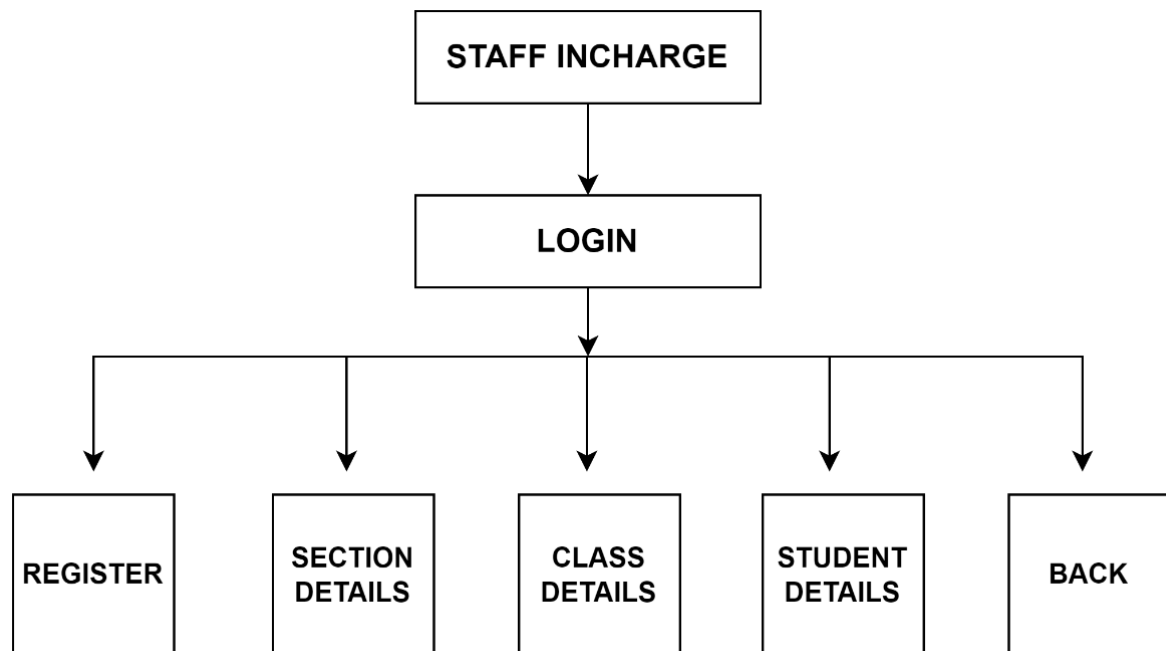 STAFF INCHARGE
LOGIN
REGISTER
SECTION
DETAILS
CLASS
DETAILS
STUDENT
DETAILS
BACK